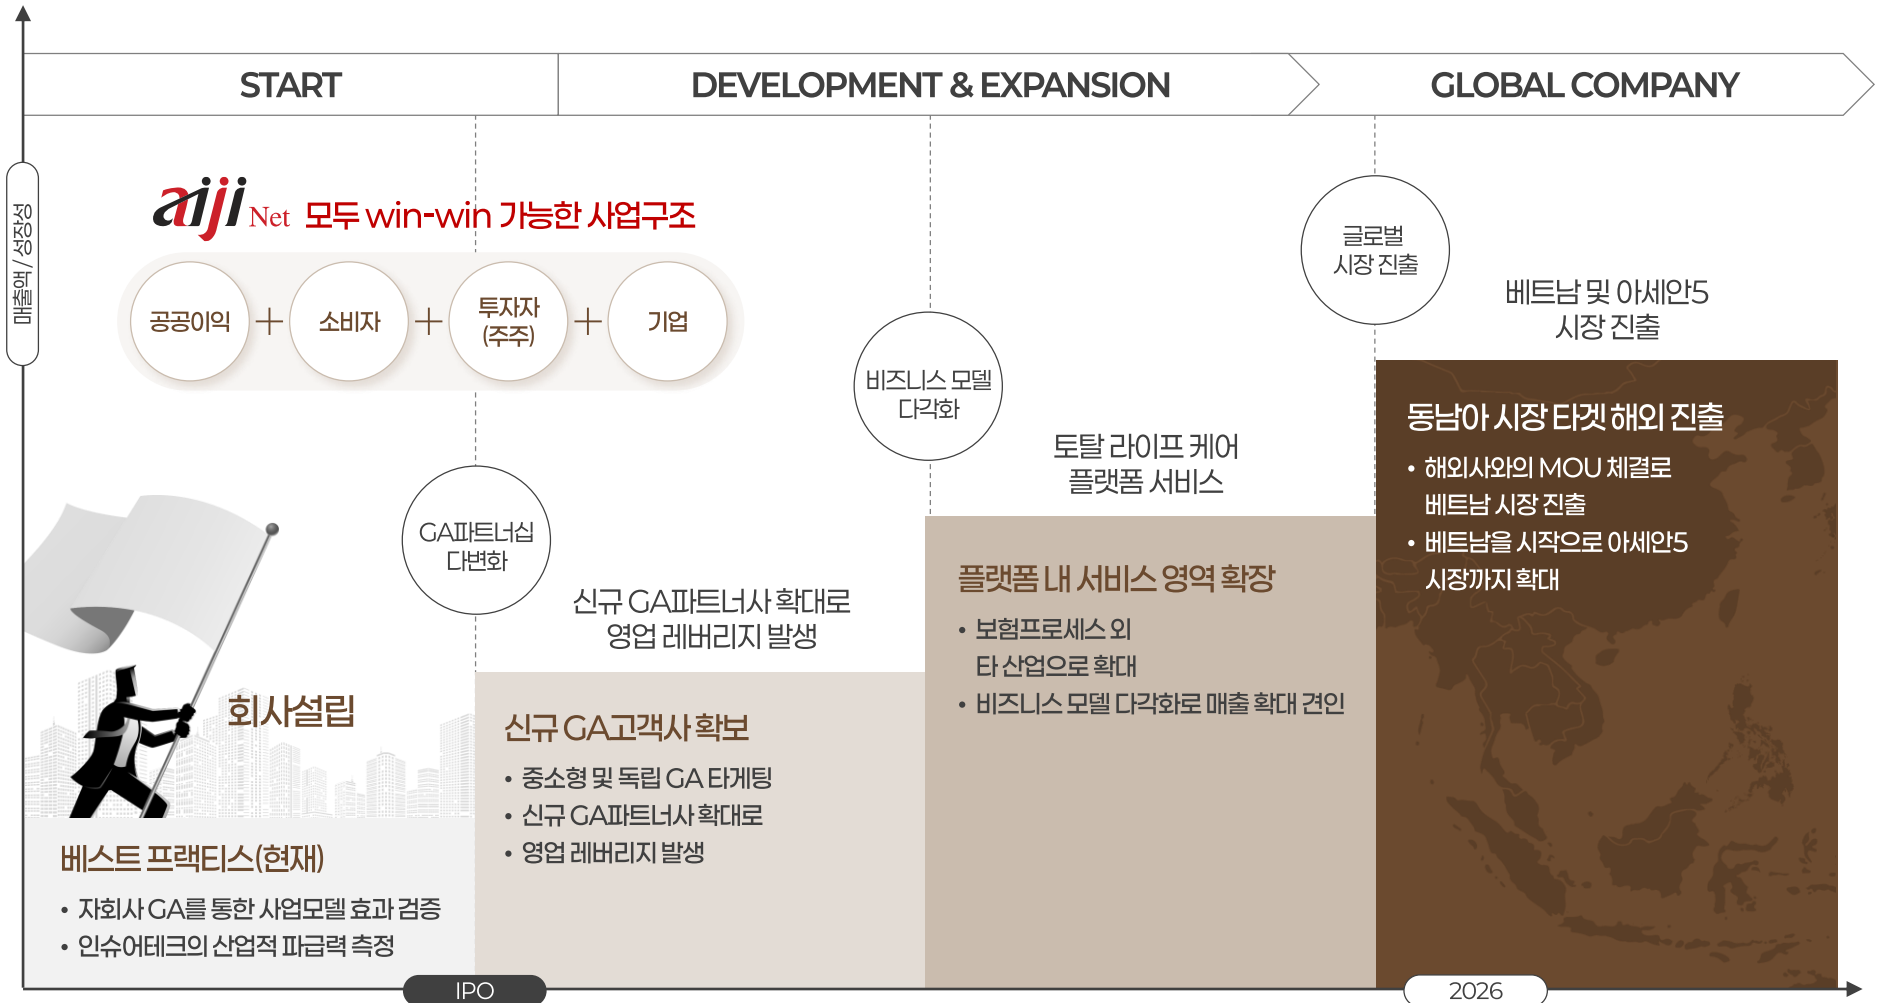 START
DEVELOPMENT & EXPANSION
GLOBAL COMPANY
매출액 / 성장성
aiji Net 모두 win-win 가능한 사업구조
공공이익 + 소비자 + 투자자
(주주) + 기업
글로벌
시장 진출
베트남 및 아세안5
시장 진출
비즈니스 모델
다각화
토탈 라이프 케어
플랫폼 서비스
GA파트너십
다변화
신규 GA파트너사 확대로
영업 레버리지 발생
회사설립
베스트 프랙티스(현재)
• 자회사 GA를 통한 사업모델 효과 검증
• 인슈어테크의 산업적 파급력 측정
신규 GA고객사 확보
• 중소형 및 독립 GA 타게팅
• 신규 GA파트너사 확대로
• 영업 레버리지 발생
플랫폼 내 서비스 영역 확장
• 보험프로세스 외
타 산업으로 확대
• 비즈니스 모델 다각화로 매출 확대 견인
동남아 시장 타겟 해외 진출
• 해외사와의 MOU 체결로
베트남 시장 진출
• 베트남을 시작으로 아세안5
시장까지 확대
IPO
2026